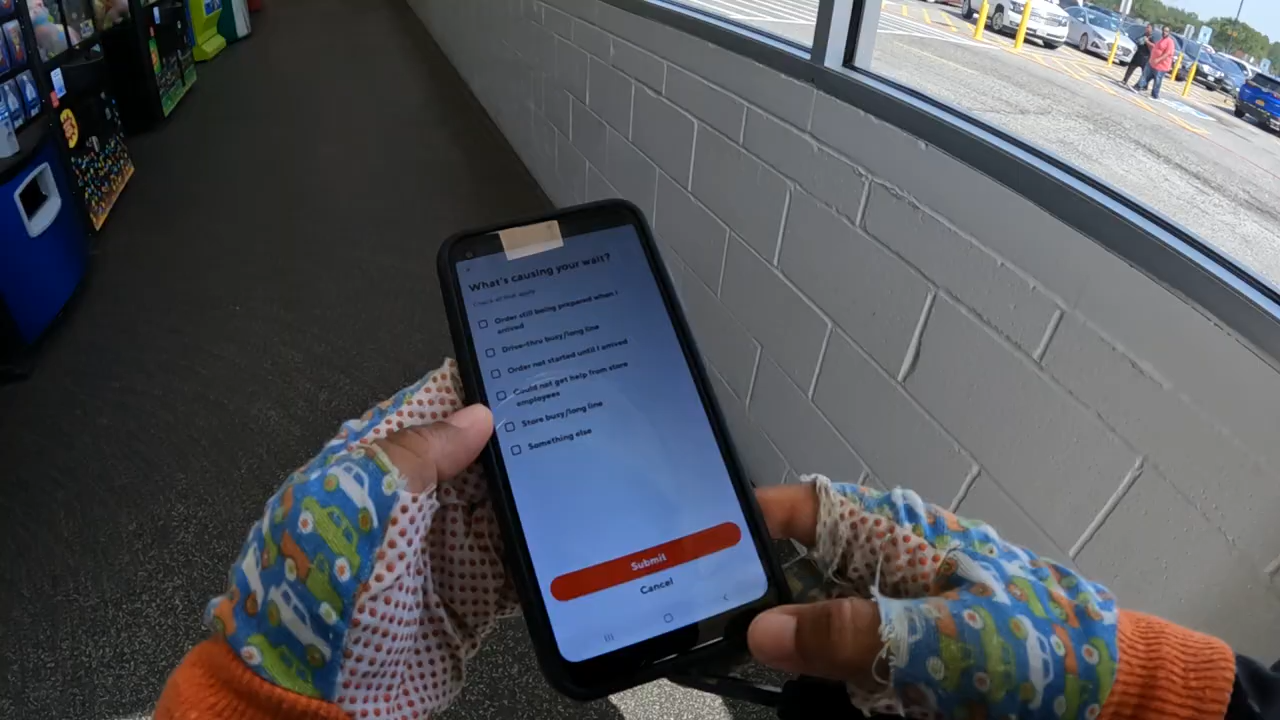 What's causing your wait?
Check all that apply
Order still being prepared when I
arrived
Drive-thru busy/long line
Order not started until I arrived
Could not get help from store
employees
Store busy/long line
Something else
Submit
Cancel